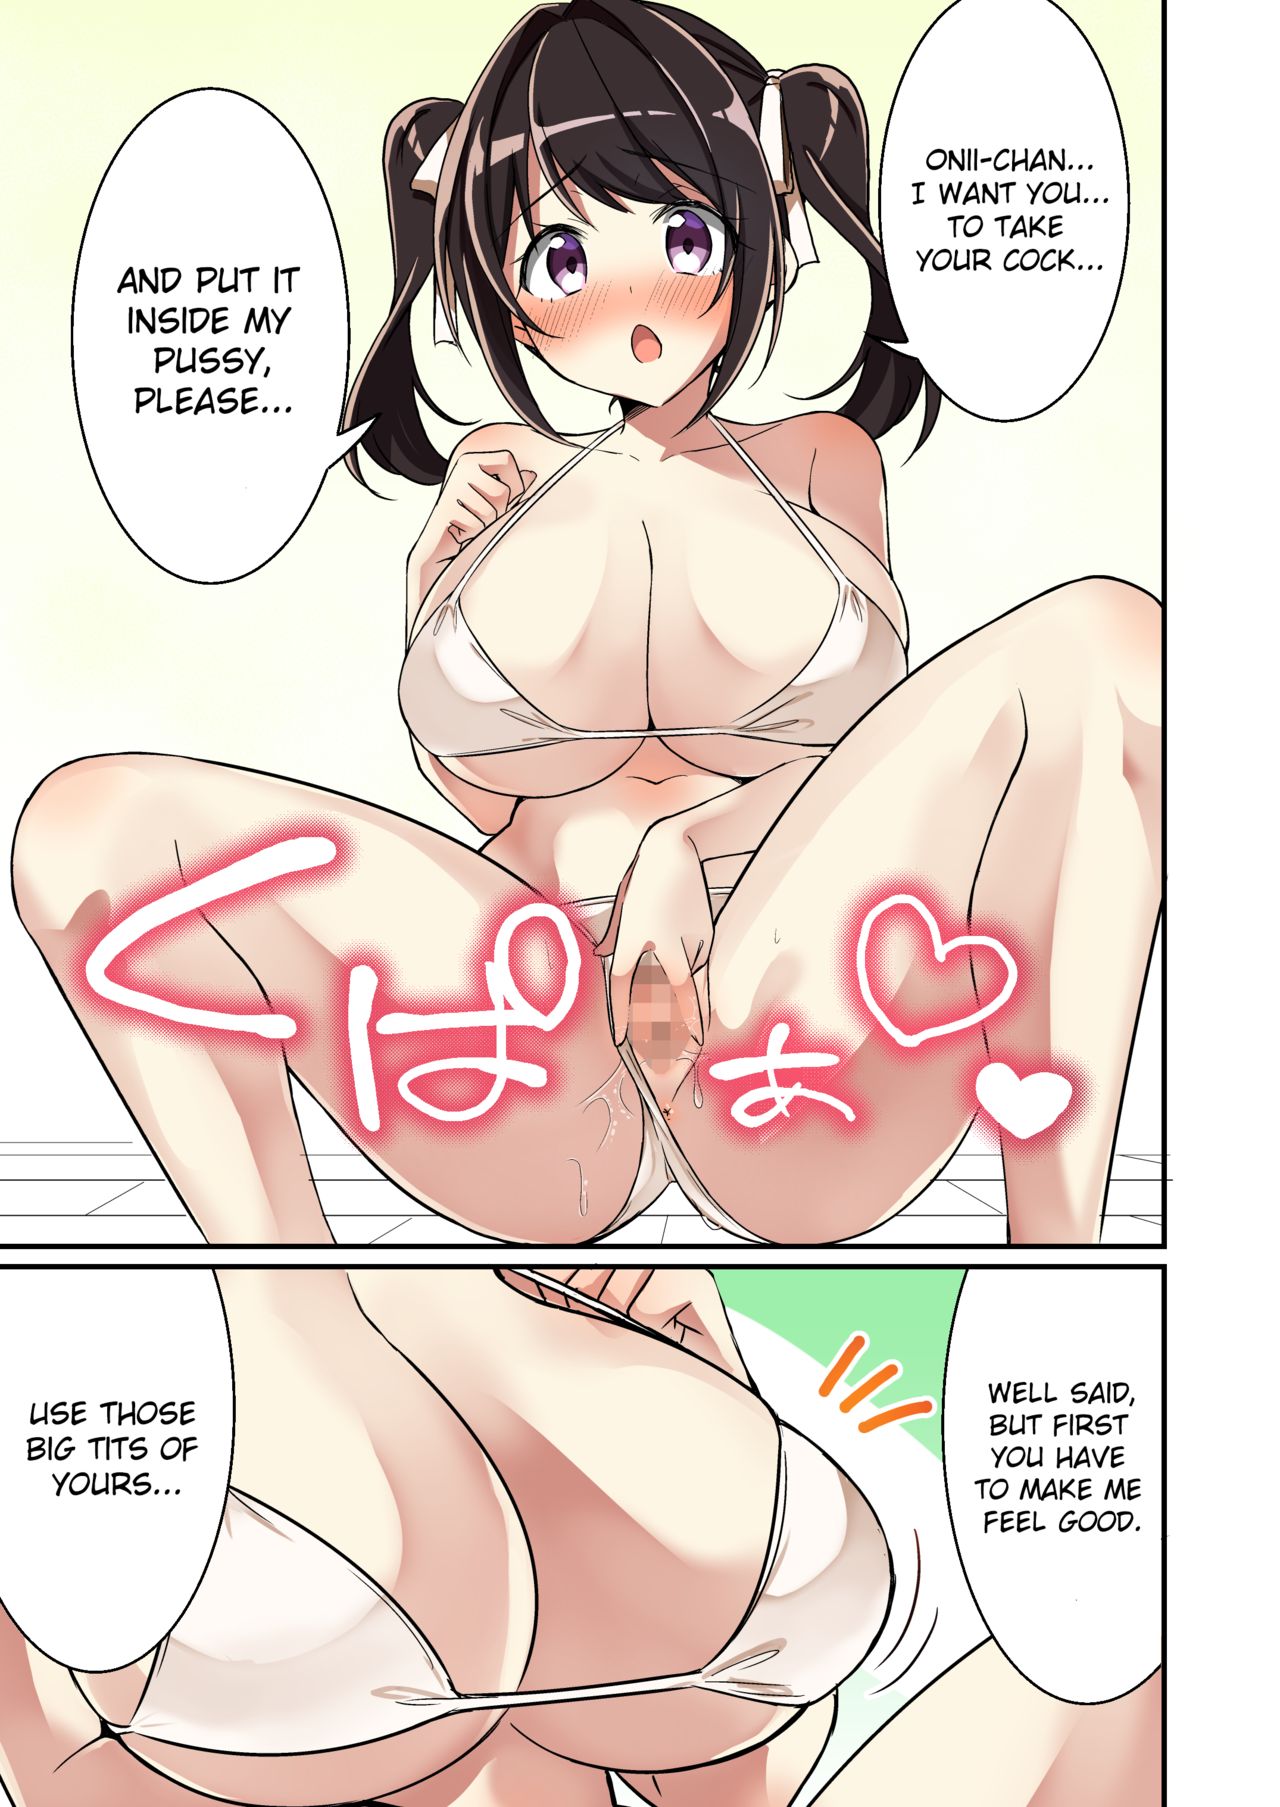 ONII-CHAN...
I WANT YOU...
TO TAKE
YOUR COCK...
AND PUT IT
INSIDE MY
PUSSY,
PLEASE...
くぱぁ♡♡
WELL SAID,
BUT FIRST
YOU HAVE
TO MAKE ME
FEEL GOOD.
USE THOSE
BIG TITS OF
YOURS...